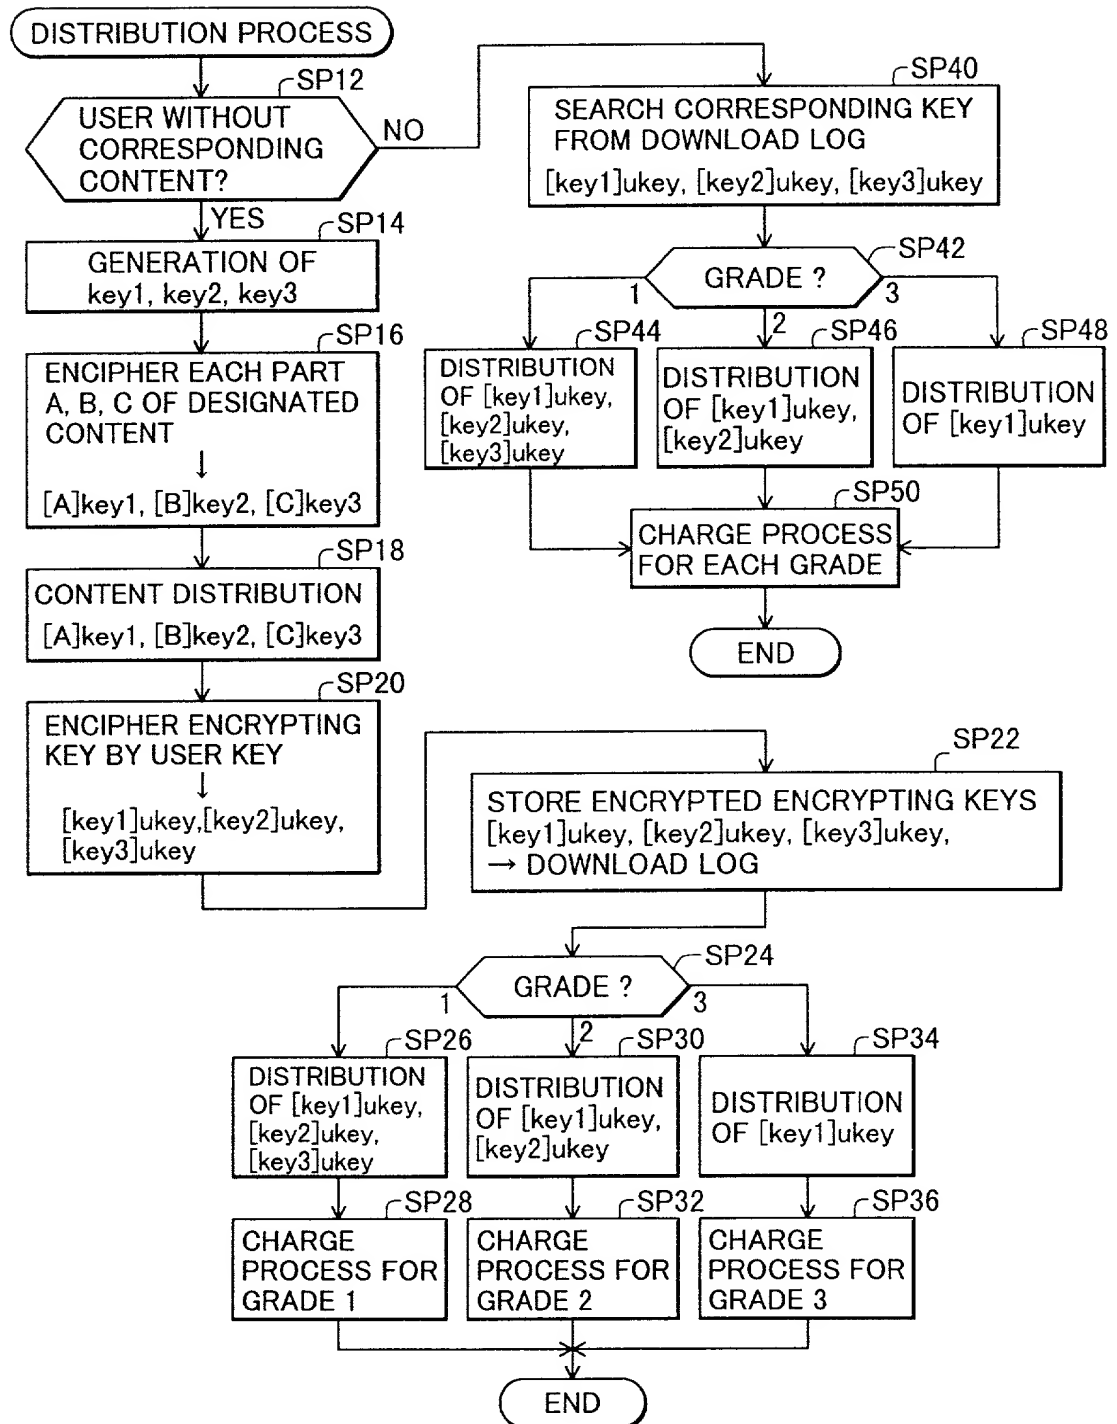 DISTRIBUTION PROCESS
SP12
USER WITHOUT
CORRESPONDING
CONTENT?
NO
YES
SP14
GENERATION OF
key1, key2, key3
SP16
ENCIPHER EACH PART
A, B, C OF DESIGNATED
CONTENT
↓
[A]key1, [B]key2, [C]key3
SP18
CONTENT DISTRIBUTION
[A]key1, [B]key2, [C]key3
SP20
ENCIPHER ENCRYPTING
KEY BY USER KEY
↓
[key1]ukey,[key2]ukey,
[key3]ukey
SP40
SEARCH CORRESPONDING KEY
FROM DOWNLOAD LOG
[key1]ukey, [key2]ukey, [key3]ukey
SP42
GRADE ?
1
2
3
SP44
DISTRIBUTION
OF [key1]ukey,
[key2]ukey,
[key3]ukey
SP46
DISTRIBUTION
OF [key1]ukey,
[key2]ukey
SP48
DISTRIBUTION
OF [key1]ukey
SP50
CHARGE PROCESS
FOR EACH GRADE
END
SP22
STORE ENCRYPTED ENCRYPTING KEYS
[key1]ukey, [key2]ukey, [key3]ukey,
→ DOWNLOAD LOG
SP24
GRADE ?
1
2
3
SP26
DISTRIBUTION
OF [key1]ukey,
[key2]ukey,
[key3]ukey
SP30
DISTRIBUTION
OF [key1]ukey,
[key2]ukey
SP34
DISTRIBUTION
OF [key1]ukey
SP28
CHARGE
PROCESS FOR
GRADE 1
SP32
CHARGE
PROCESS FOR
GRADE 2
SP36
CHARGE
PROCESS FOR
GRADE 3
END